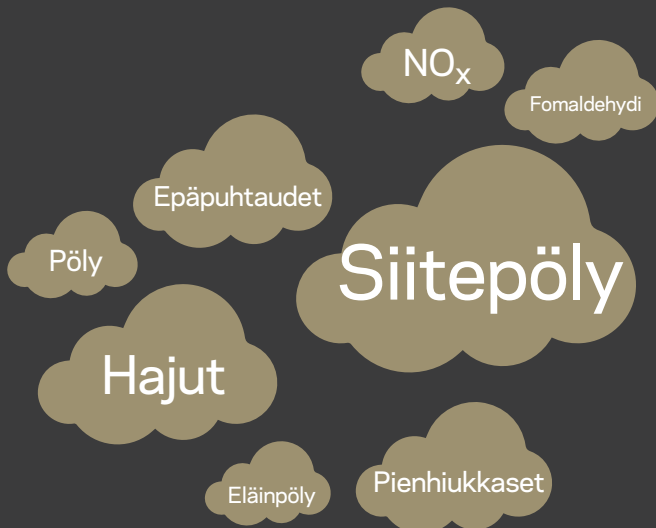 NOx
Fomaldehydi
Epäpuhtaudet
Pöly
Siitepöly
Hajut
Eläinpöly
Pienhiukkaset